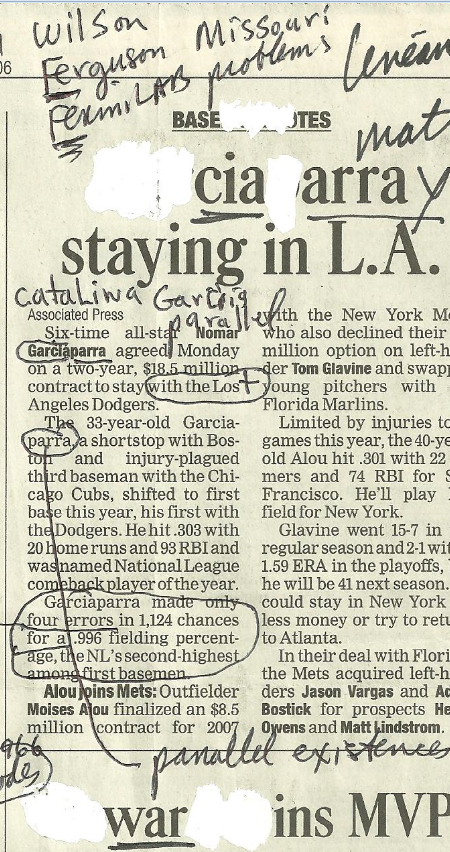 Wilson
Ferguson Missouri
FermiLAB problems
06
mat
BASE OTES
cia arra y
staying in L.A.
Catalina Garcia
parallel
Associated Press
Six-time all-star Nomar
Garciaparra agreed Monday
on a two-year, $18.5 million
contract to stay with the Los
Angeles Dodgers.
The 33-year-old Garcia-
parra, a shortstop with Bos-
ton and injury-plagued
third baseman with the Chi-
cago Cubs, shifted to first
base this year, his first with
the Dodgers. He hit .303 with
20 home runs and 93 RBI and
was named National League
comeback player of the year.
Garciaparra made only
four errors in 1,124 chances
for a .996 fielding percent-
age, the NL's second-highest
among first basemen.
Alou joins Mets: Outfielder
Moises Alou finalized an $8.5
million contract for 2007
with the New York Me
who also declined their
million option on left-h
der Tom Glavine and swapp
young pitchers with
Florida Marlins.
Limited by injuries to
games this year, the 40-ye
old Alou hit .301 with 22
mers and 74 RBI for S
Francisco. He'll play l
field for New York.
Glavine went 15-7 in
regular season and 2-1 wit
1.59 ERA in the playoffs,
he will be 41 next season.
could stay in New York
less money or try to retu
to Atlanta.
In their deal with Flori
the Mets acquired left-h
ders Jason Vargas and Ad
Bostick for prospects He
Owens and Matt Lindstrom.
966
odes
parallel existences
war ins MVP